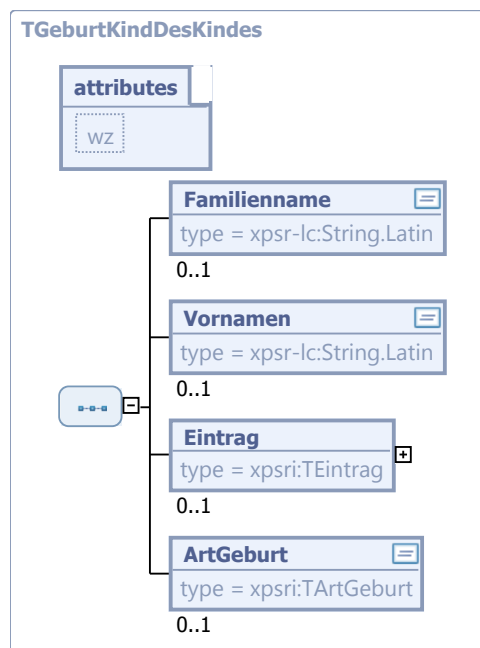 TGeburtKindDesKindes
attributes
wz
Familienname
type = xpsr-lc:String.Latin
0..1
Vornamen
type = xpsr-lc:String.Latin
0..1
Eintrag
type = xpsri:TEintrag
0..1
ArtGeburt
type = xpsri:TArtGeburt
0..1